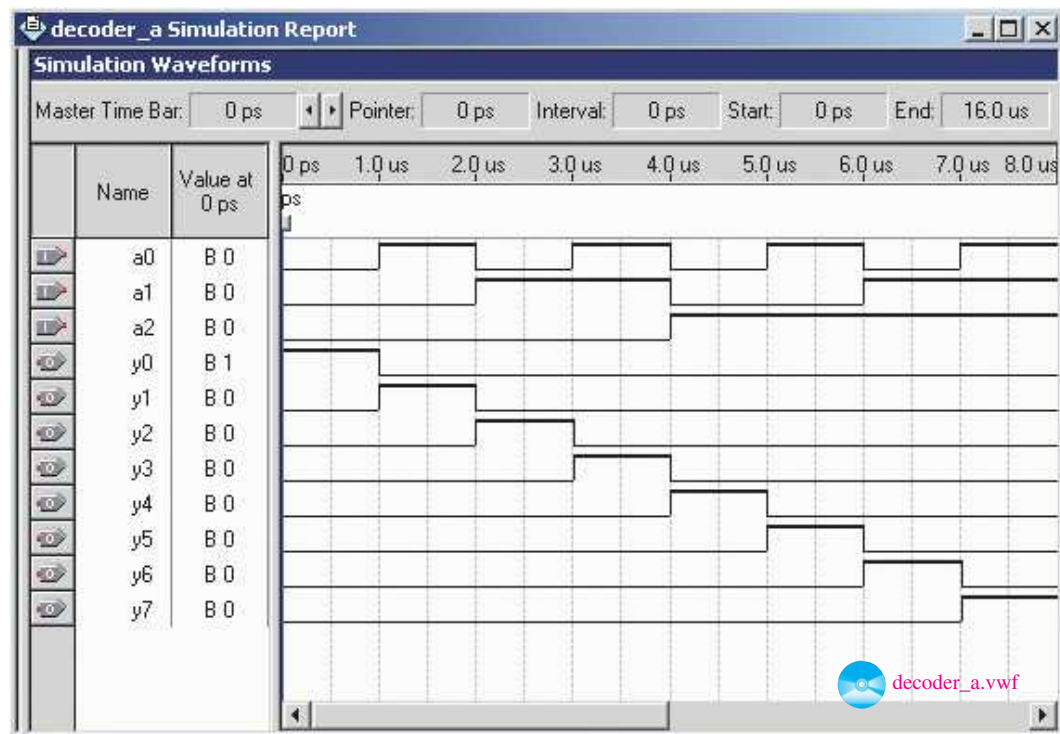 decoder_a Simulation Report
Simulation Waveforms
Master Time Bar: 0 ps Pointer: 0 ps Interval: 0 ps Start: 0 ps End: 16.0 us
Name Value at 0 ps
0 ps 1.0 us 2.0 us 3.0 us 4.0 us 5.0 us 6.0 us 7.0 us 8.0 us
ps
a0 B 0
a1 B 0
a2 B 0
y0 B 1
y1 B 0
y2 B 0
y3 B 0
y4 B 0
y5 B 0
y6 B 0
y7 B 0
decoder_a.vwf